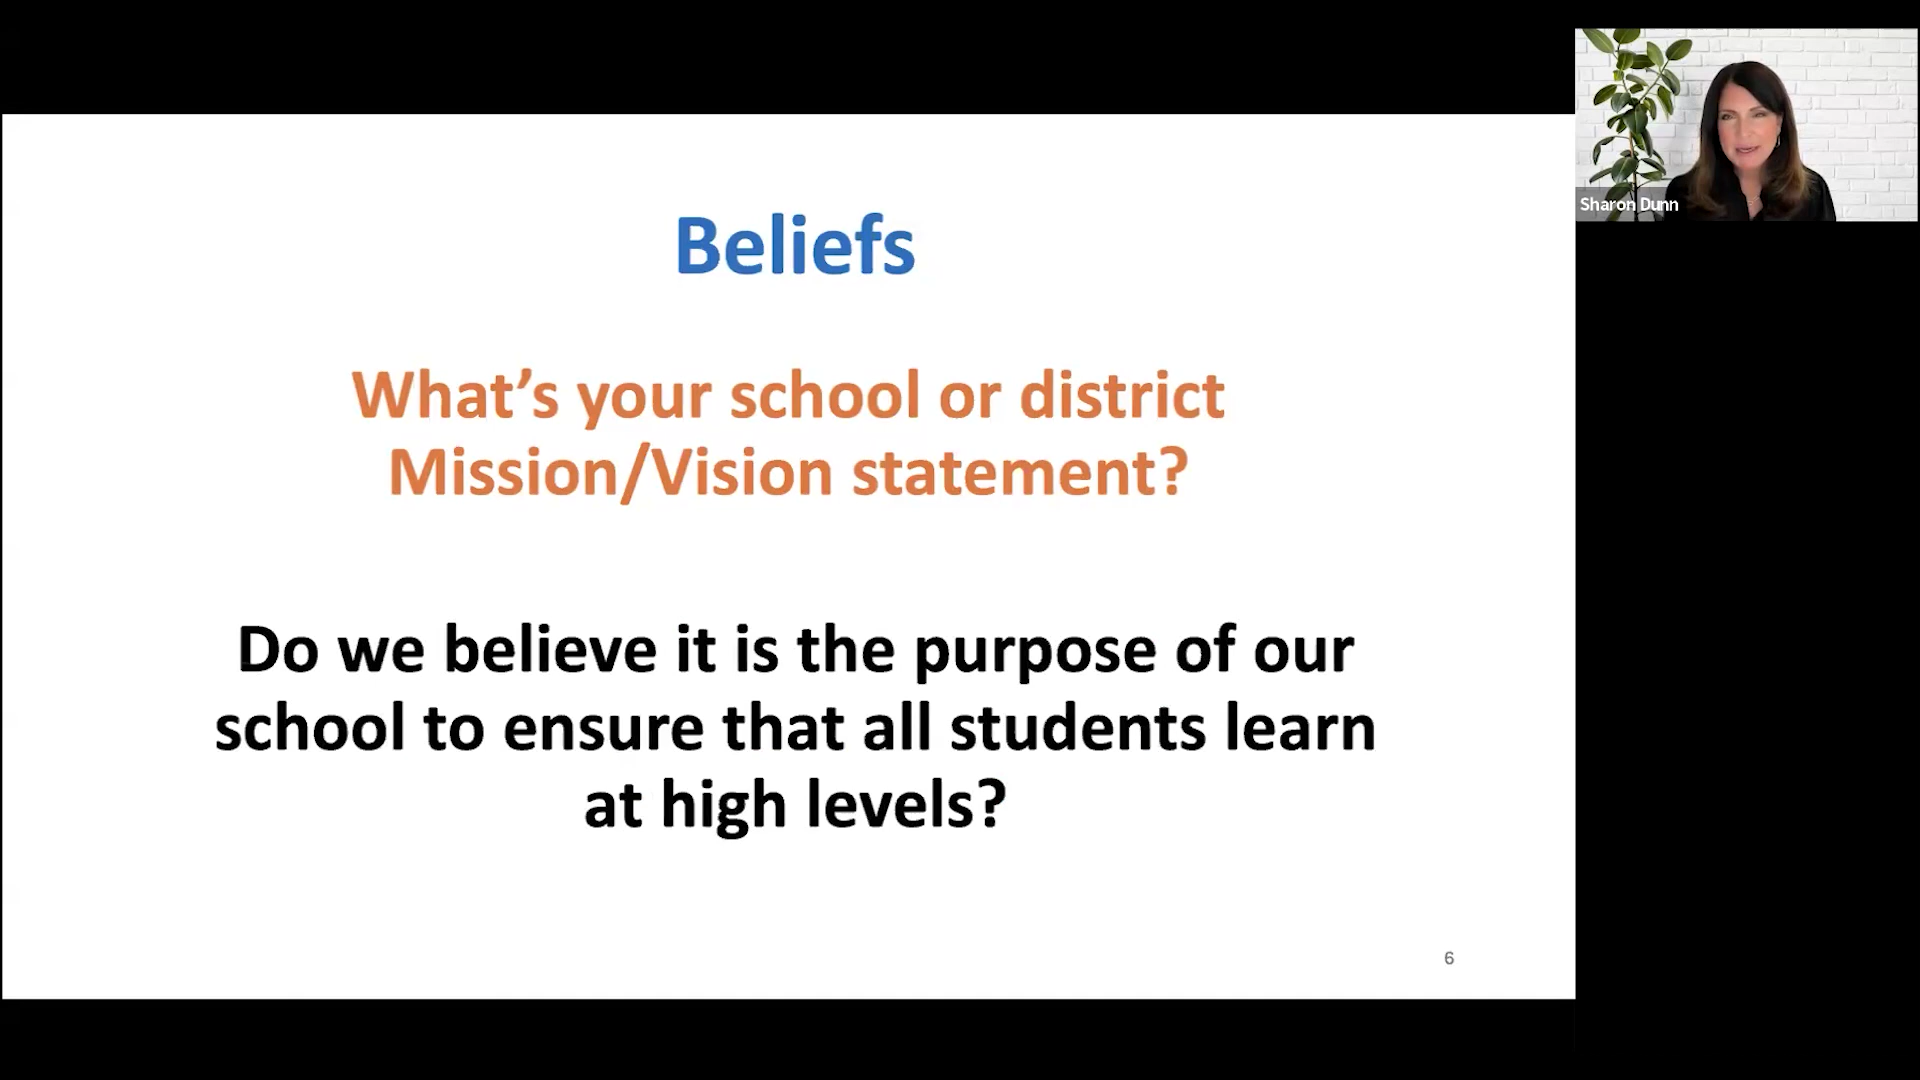 Sharon Dunn
Beliefs
What’s your school or district
Mission/Vision statement?
Do we believe it is the purpose of our
school to ensure that all students learn
at high levels?
6